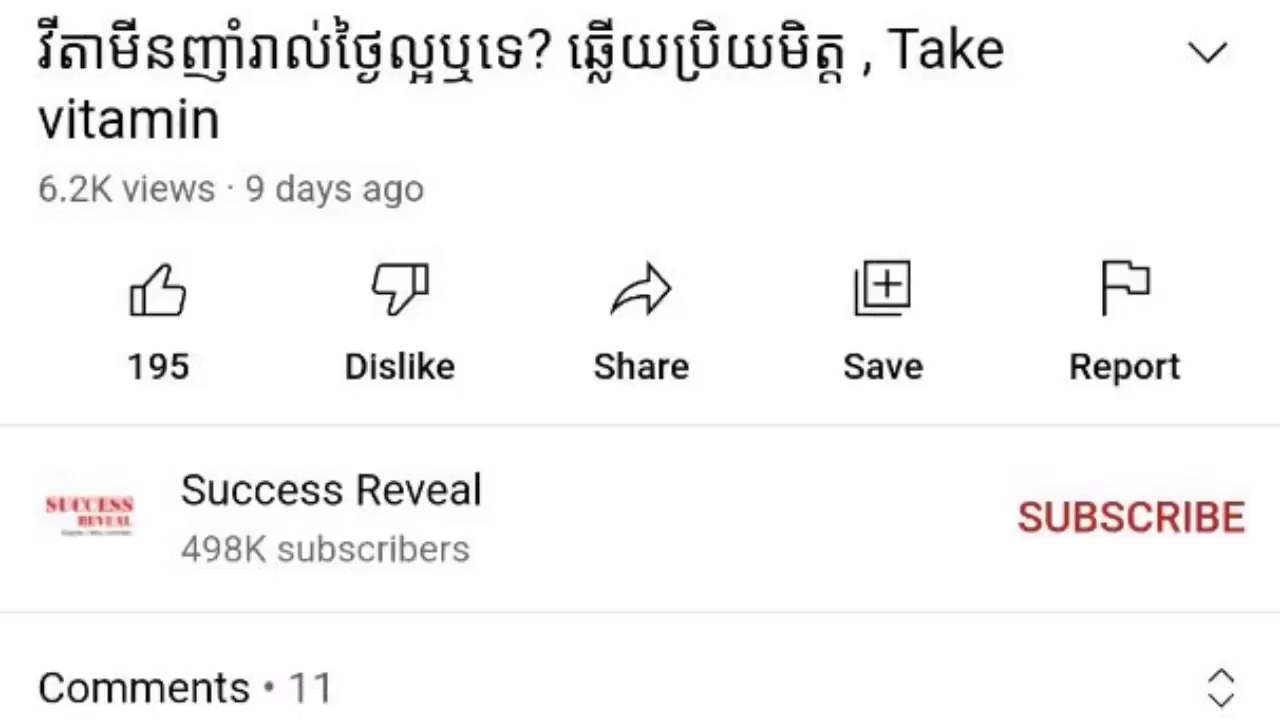 វីតាមីនញ៉ាំរាល់ថ្ងៃល្អឬទេ? ឆ្លើយប្រិយមិត្ត , Take
vitamin
6.2K views · 9 days ago
195 Dislike Share Save Report
SUCCESS
REVEAL
Success Reveal
498K subscribers
SUBSCRIBE
Comments • 11